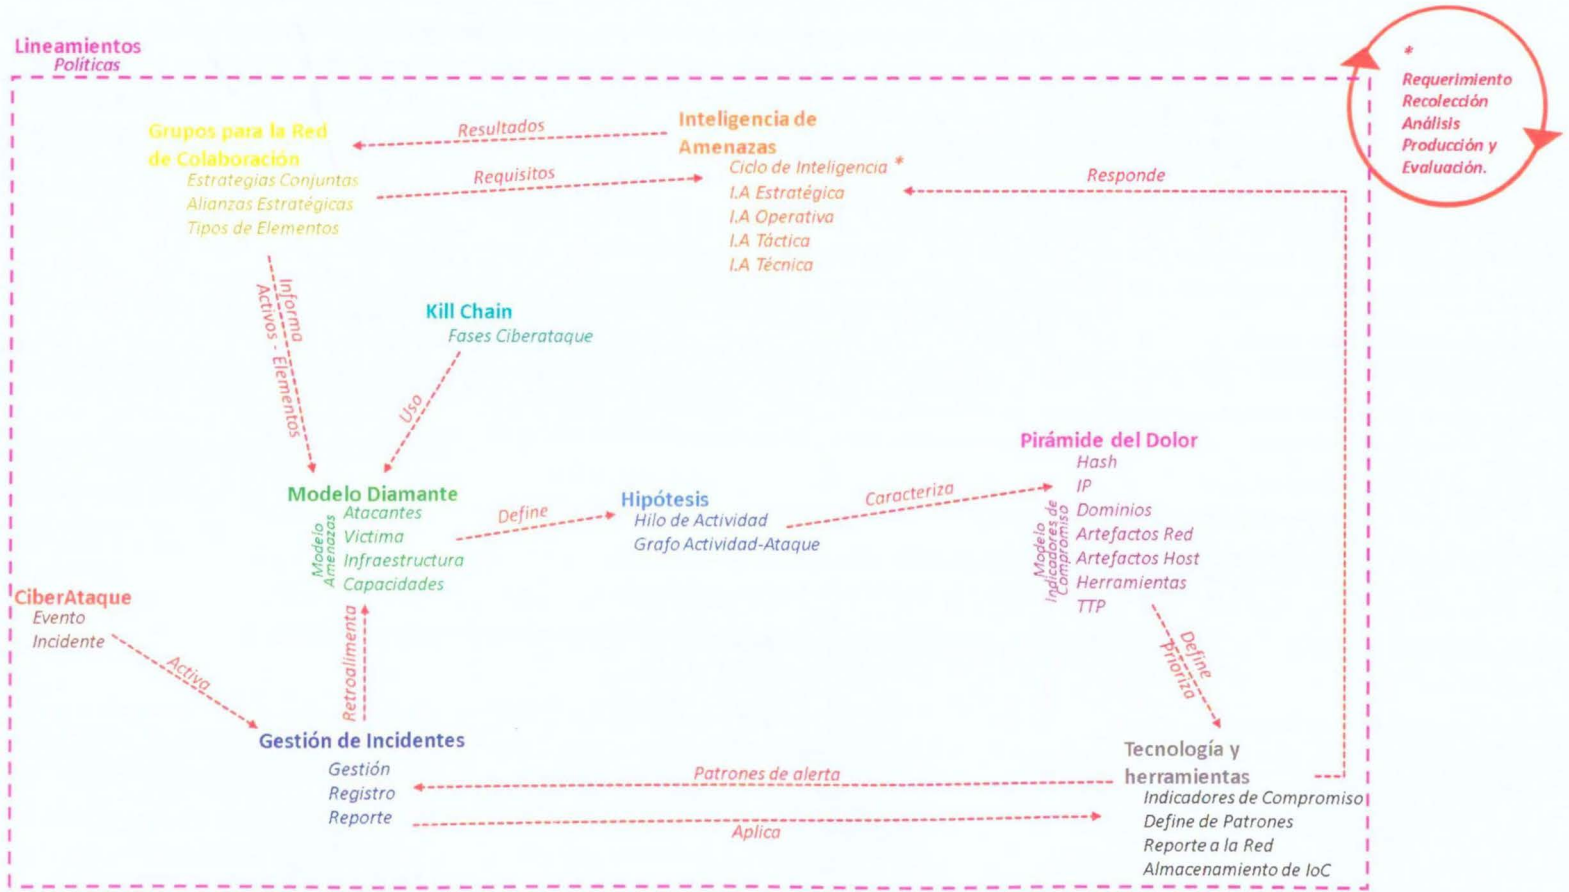 Lineamientos
Políticas
*
Requerimiento
Recolección
Análisis
Producción y
Evaluación.
Grupos para la Red
de Colaboración
Estrategias Conjuntas
Alianzas Estratégicas
Tipos de Elementos
Resultados
Requisitos
Inteligencia de
Amenazas
Ciclo de Inteligencia *
I.A Estratégica
I.A Operativa
I.A Táctica
I.A Técnica
Responde
Informa
Activos - Elementos
Kill Chain
Fases Ciberataque
Uso
Modelo Diamante
Modelo
Amenazas
Atacantes
Victima
Infraestructura
Capacidades
Define
Hipótesis
Hilo de Actividad
Grafo Actividad-Ataque
Caracteriza
Pirámide del Dolor
Modelo
Indicadores de
Compromiso
Hash
IP
Dominios
Artefactos Red
Artefactos Host
Herramientas
TTP
CiberAtaque
Evento
Incidente
Activa
Retroalimenta
Define
Prioriza
Gestión de Incidentes
Gestión
Registro
Reporte
Patrones de alerta
Aplica
Tecnología y
herramientas
Indicadores de Compromiso
Define de Patrones
Reporte a la Red
Almacenamiento de IoC